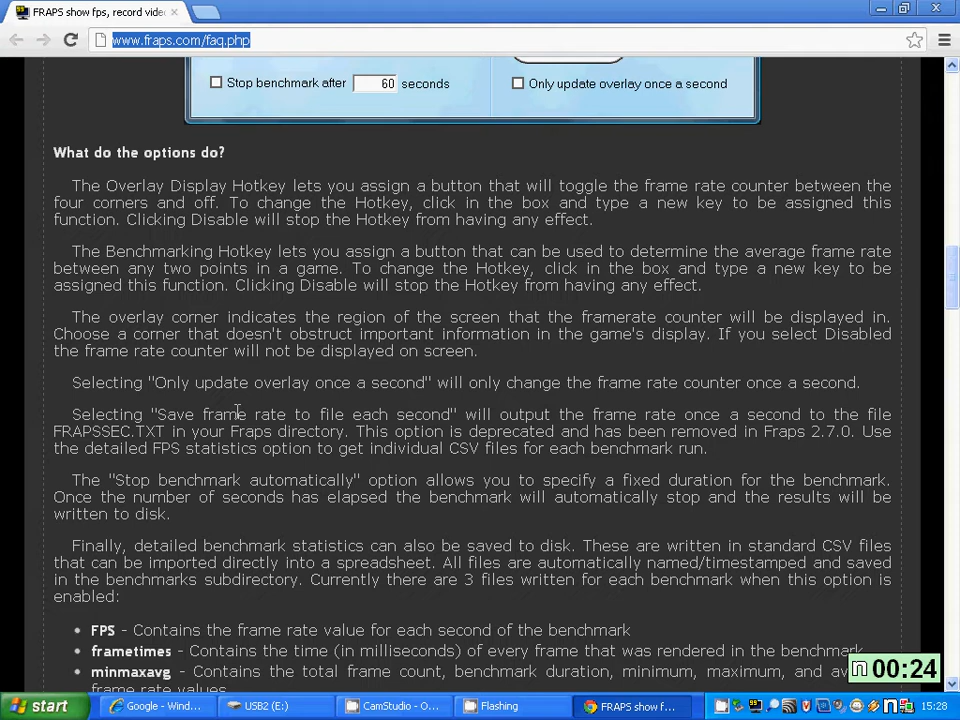 FRAPS show fps, record vide
www.fraps.com/faq.php
Stop benchmark after 60 seconds
Only update overlay once a second
What do the options do?
The Overlay Display Hotkey lets you assign a button that will toggle the frame rate counter between the
four corners and off. To change the Hotkey, click in the box and type a new key to be assigned this
function. Clicking Disable will stop the Hotkey from having any effect.
The Benchmarking Hotkey lets you assign a button that can be used to determine the average frame rate
between any two points in a game. To change the Hotkey, click in the box and type a new key to be
assigned this function. Clicking Disable will stop the Hotkey from having any effect.
The overlay corner indicates the region of the screen that the framerate counter will be displayed in.
Choose a corner that doesn't obstruct important information in the game's display. If you select Disabled
the frame rate counter will not be displayed on screen.
Selecting "Only update overlay once a second" will only change the frame rate counter once a second.
Selecting "Save frame rate to file each second" will output the frame rate once a second to the file
FRAPSSEC.TXT in your Fraps directory. This option is deprecated and has been removed in Fraps 2.7.0. Use
the detailed FPS statistics option to get individual CSV files for each benchmark run.
The "Stop benchmark automatically" option allows you to specify a fixed duration for the benchmark.
Once the number of seconds has elapsed the benchmark will automatically stop and the results will be
written to disk.
Finally, detailed benchmark statistics can also be saved to disk. These are written in standard CSV files
that can be imported directly into a spreadsheet. All files are automatically named/timestamped and saved
in the benchmarks subdirectory. Currently there are 3 files written for each benchmark when this option is
enabled:
• FPS - Contains the frame rate value for each second of the benchmark
• frametimes - Contains the time (in milliseconds) of every frame that was rendered in the benchmark
• minmaxavg - Contains the total frame count, benchmark duration, minimum, maximum, and av
frame rate values
n 00:24
start
Google - Wind...
USB2 (E:)
CamStudio - O...
Flashing
FRAPS show f...
15:28